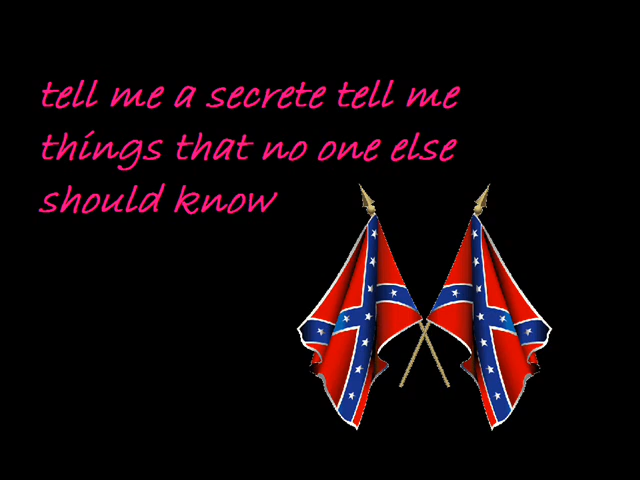 tell me a secrete tell me
things that no one else
should know